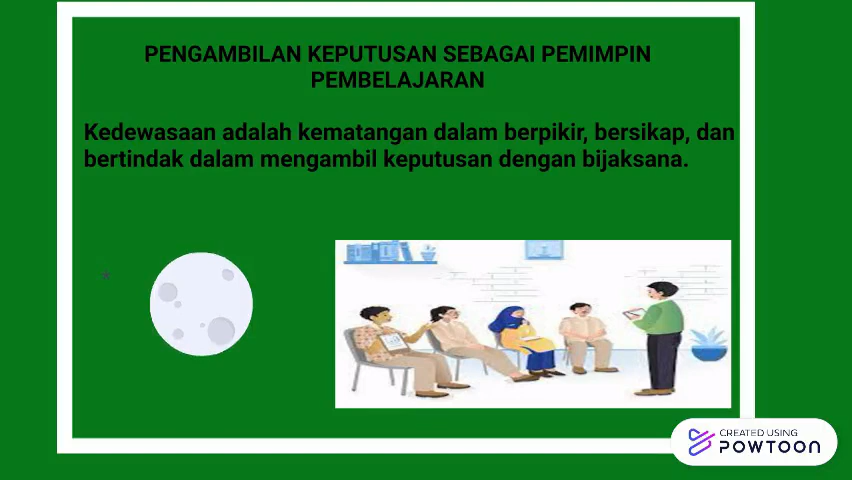 PENGAMBILAN KEPUTUSAN SEBAGAI PEMIMPIN
PEMBELAJARAN
Kedewasaan adalah kematangan dalam berpikir, bersikap, dan
bertindak dalam mengambil keputusan dengan bijaksana.
CREATED USING
POWTOON